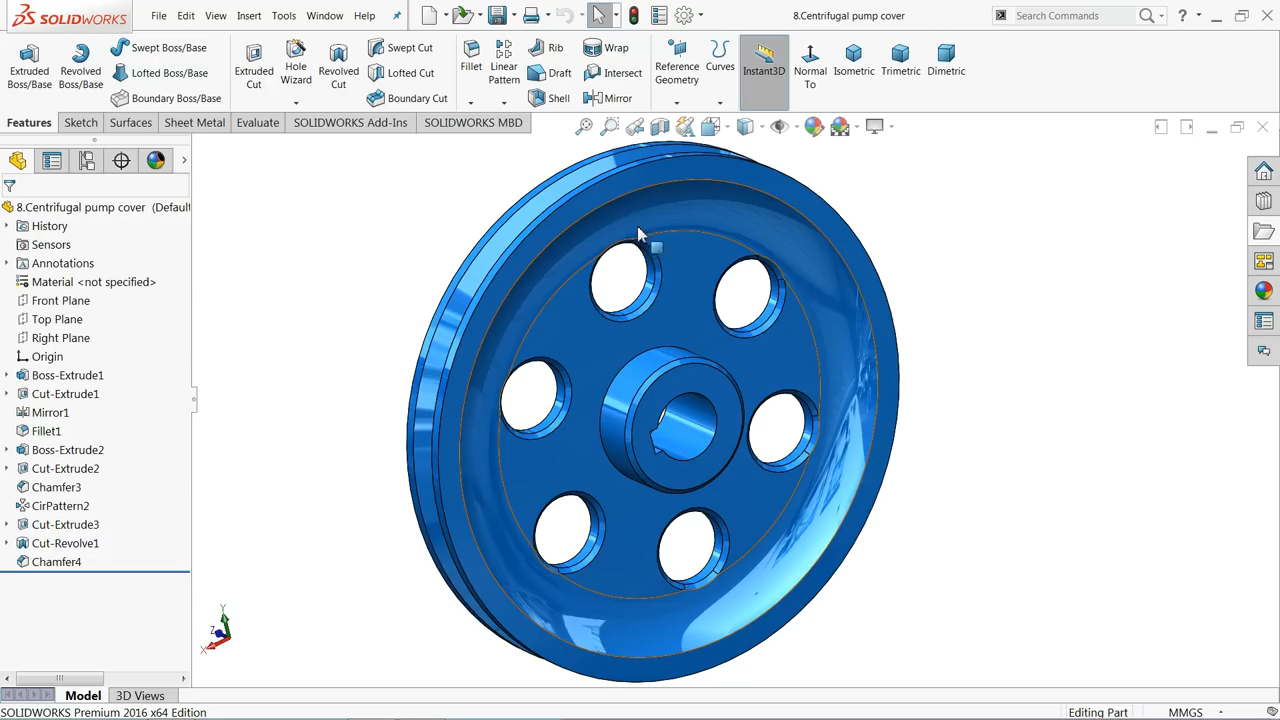 SOLIDWORKS File Edit View Insert Tools Window Help 8.Centrifugal pump cover Search Commands ?
Extruded Boss/Base
Revolved Boss/Base
Swept Boss/Base
Lofted Boss/Base
Boundary Boss/Base
Extruded Cut
Hole Wizard
Revolved Cut
Swept Cut
Lofted Cut
Boundary Cut
Fillet
Linear Pattern
Rib
Draft
Shell
Wrap
Intersect
Mirror
Reference Geometry
Curves
Instant3D
Normal To
Isometric
Trimetric
Dimetric
Features Sketch Surfaces Sheet Metal Evaluate SOLIDWORKS Add-Ins SOLIDWORKS MBD
8.Centrifugal pump cover (Default
History
Sensors
Annotations
Material <not specified>
Front Plane
Top Plane
Right Plane
Origin
Boss-Extrude1
Cut-Extrude1
Mirror1
Fillet1
Boss-Extrude2
Cut-Extrude2
Chamfer3
CirPattern2
Cut-Extrude3
Cut-Revolve1
Chamfer4
Y
Z
X
Model 3D Views
SOLIDWORKS Premium 2016 x64 Edition Editing Part MMGS